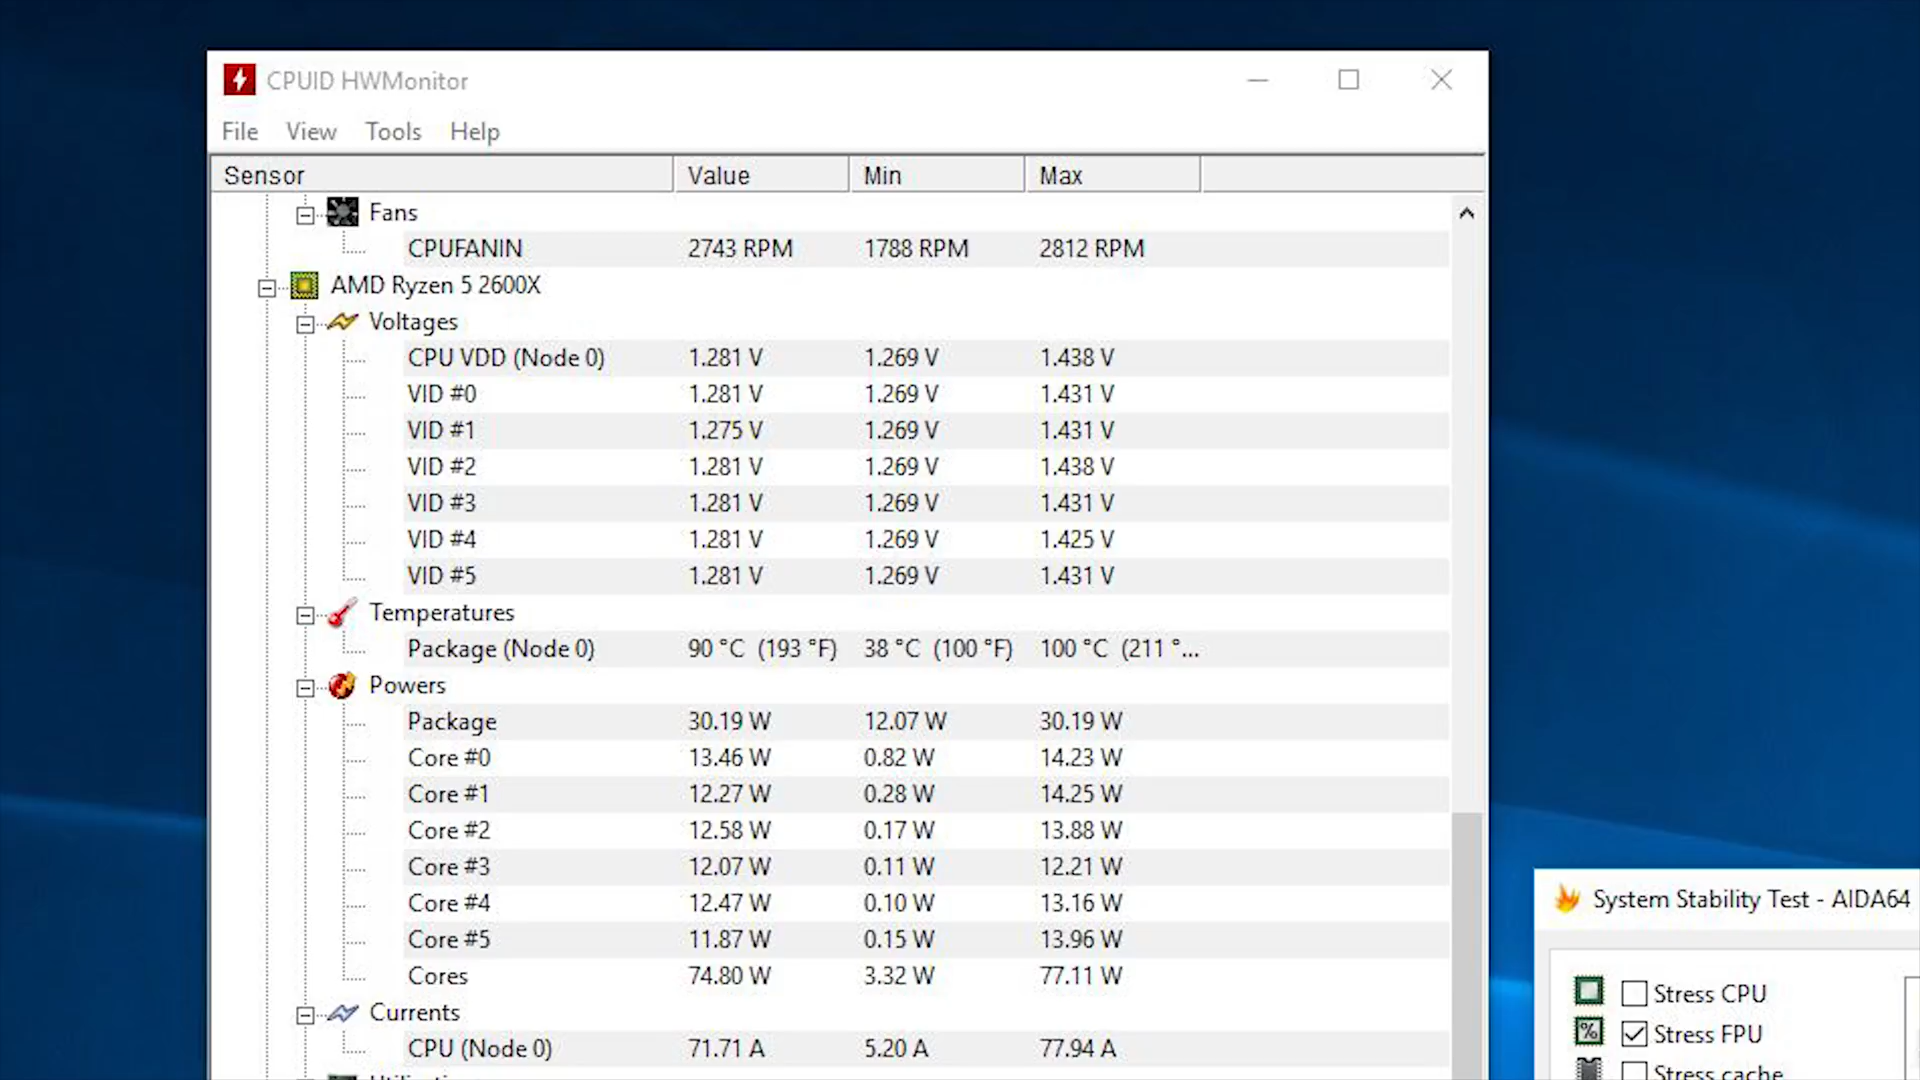 CPUID HWMonitor
File View Tools Help
Sensor Value Min Max
Fans
CPUFANIN 2743 RPM 1788 RPM 2812 RPM
AMD Ryzen 5 2600X
Voltages
CPU VDD (Node 0) 1.281 V 1.269 V 1.438 V
VID #0 1.281 V 1.269 V 1.431 V
VID #1 1.275 V 1.269 V 1.431 V
VID #2 1.281 V 1.269 V 1.438 V
VID #3 1.281 V 1.269 V 1.431 V
VID #4 1.281 V 1.269 V 1.425 V
VID #5 1.281 V 1.269 V 1.431 V
Temperatures
Package (Node 0) 90 °C (193 °F) 38 °C (100 °F) 100 °C (211 °...
Powers
Package 30.19 W 12.07 W 30.19 W
Core #0 13.46 W 0.82 W 14.23 W
Core #1 12.27 W 0.28 W 14.25 W
Core #2 12.58 W 0.17 W 13.88 W
Core #3 12.07 W 0.11 W 12.21 W
Core #4 12.47 W 0.10 W 13.16 W
Core #5 11.87 W 0.15 W 13.96 W
Cores 74.80 W 3.32 W 77.11 W
Currents
CPU (Node 0) 71.71 A 5.20 A 77.94 A
System Stability Test - AIDA64
Stress CPU
Stress FPU
Stress cache